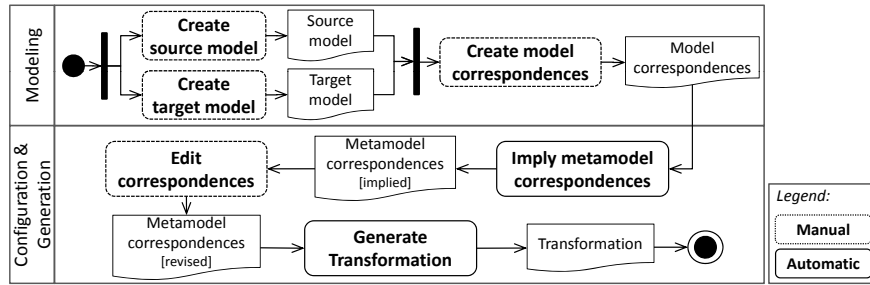 Modeling
Create
source model
Source
model
Create
target model
Target
model
Create model
correspondences
Model
correspondences
Configuration &
Generation
Imply metamodel
correspondences
Metamodel
correspondences
[implied]
Edit
correspondences
Metamodel
correspondences
[revised]
Generate
Transformation
Transformation
Legend:
Manual
Automatic